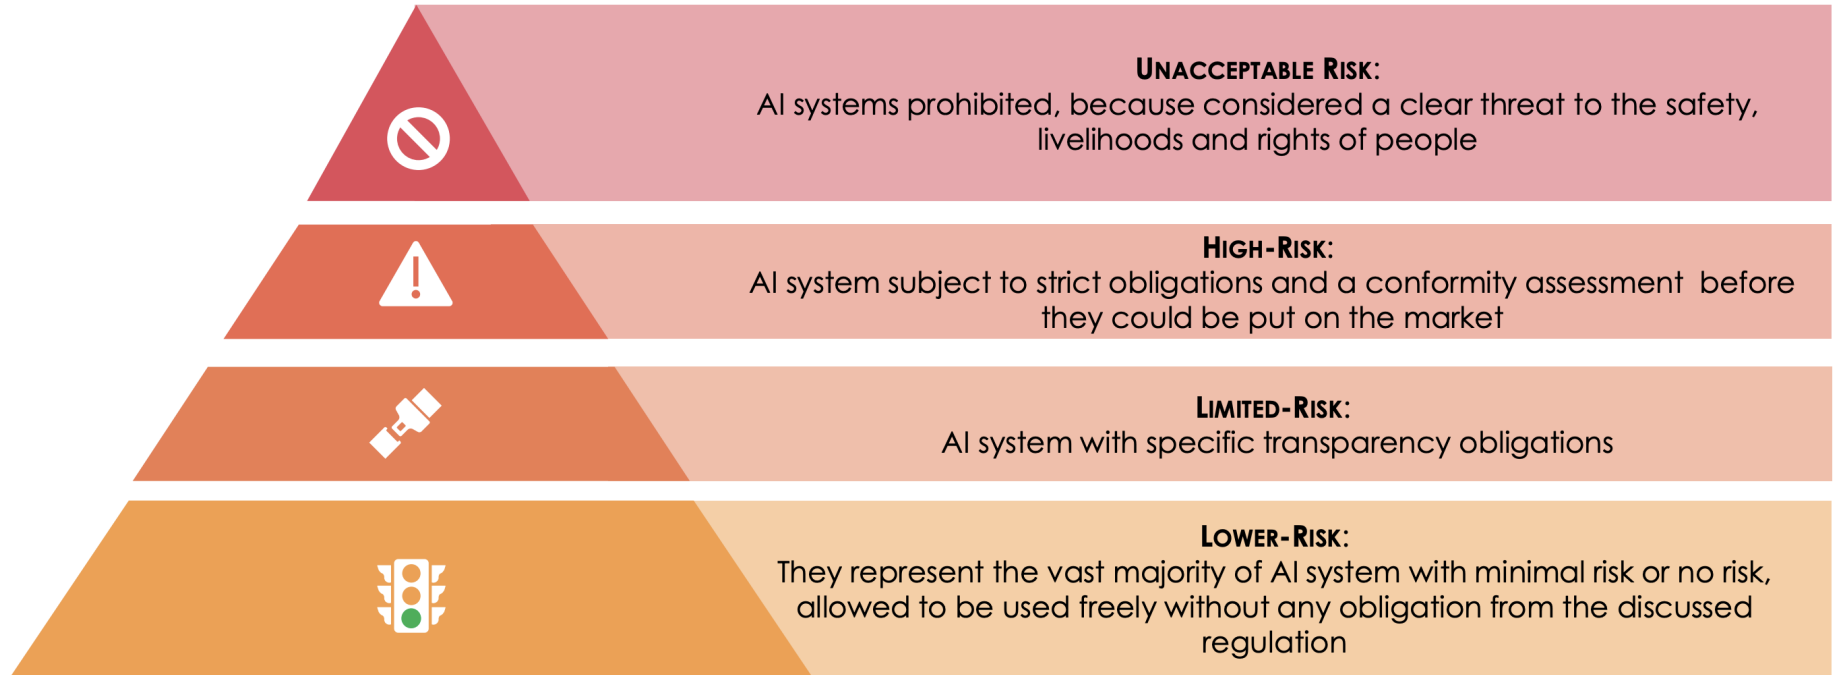 Unacceptable Risk:
AI systems prohibited, because considered a clear threat to the safety,
livelihoods and rights of people
High-Risk:
AI system subject to strict obligations and a conformity assessment  before
they could be put on the market
Limited-Risk:
AI system with specific transparency obligations
Lower-Risk:
They represent the vast majority of AI system with minimal risk or no risk,
allowed to be used freely without any obligation from the discussed
regulation